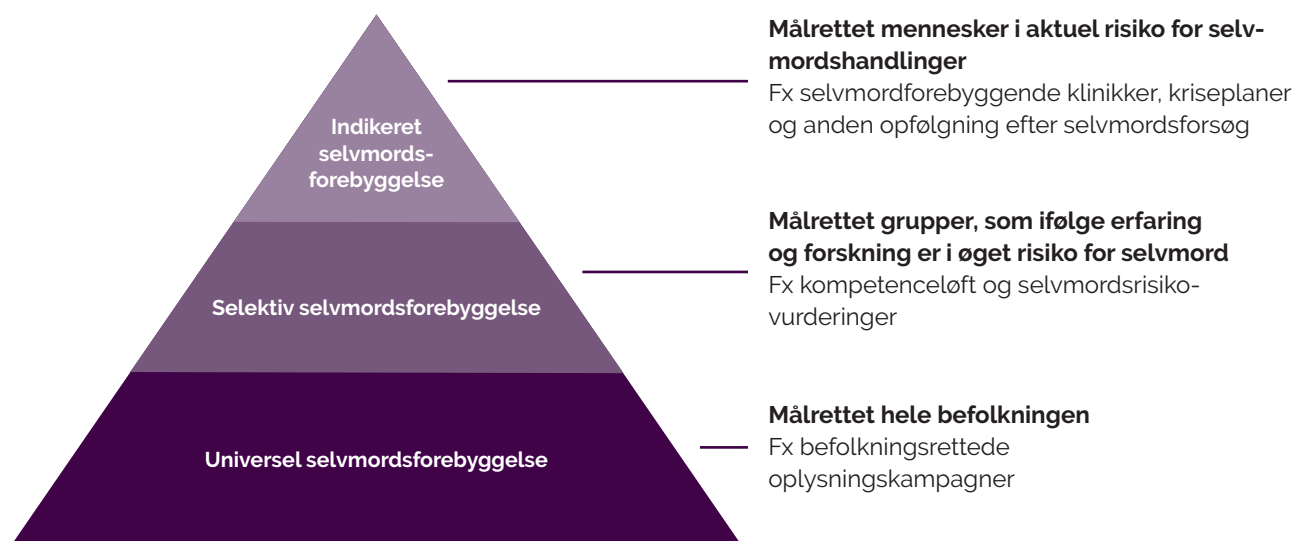 Indikeret
selvmords-
forebyggelse
Målrettet mennesker i aktuel risiko for selv-
mordshandlinger
Fx selvmordforebyggende klinikker, kriseplaner
og anden opfølgning efter selvmordsforsøg
Selektiv selvmordsforebyggelse
Målrettet grupper, som ifølge erfaring
og forskning er i øget risiko for selvmord
Fx kompetenceløft og selvmordsrisiko-
vurderinger
Universel selvmordsforebyggelse
Målrettet hele befolkningen
Fx befolkningsrettede
oplysningskampagner